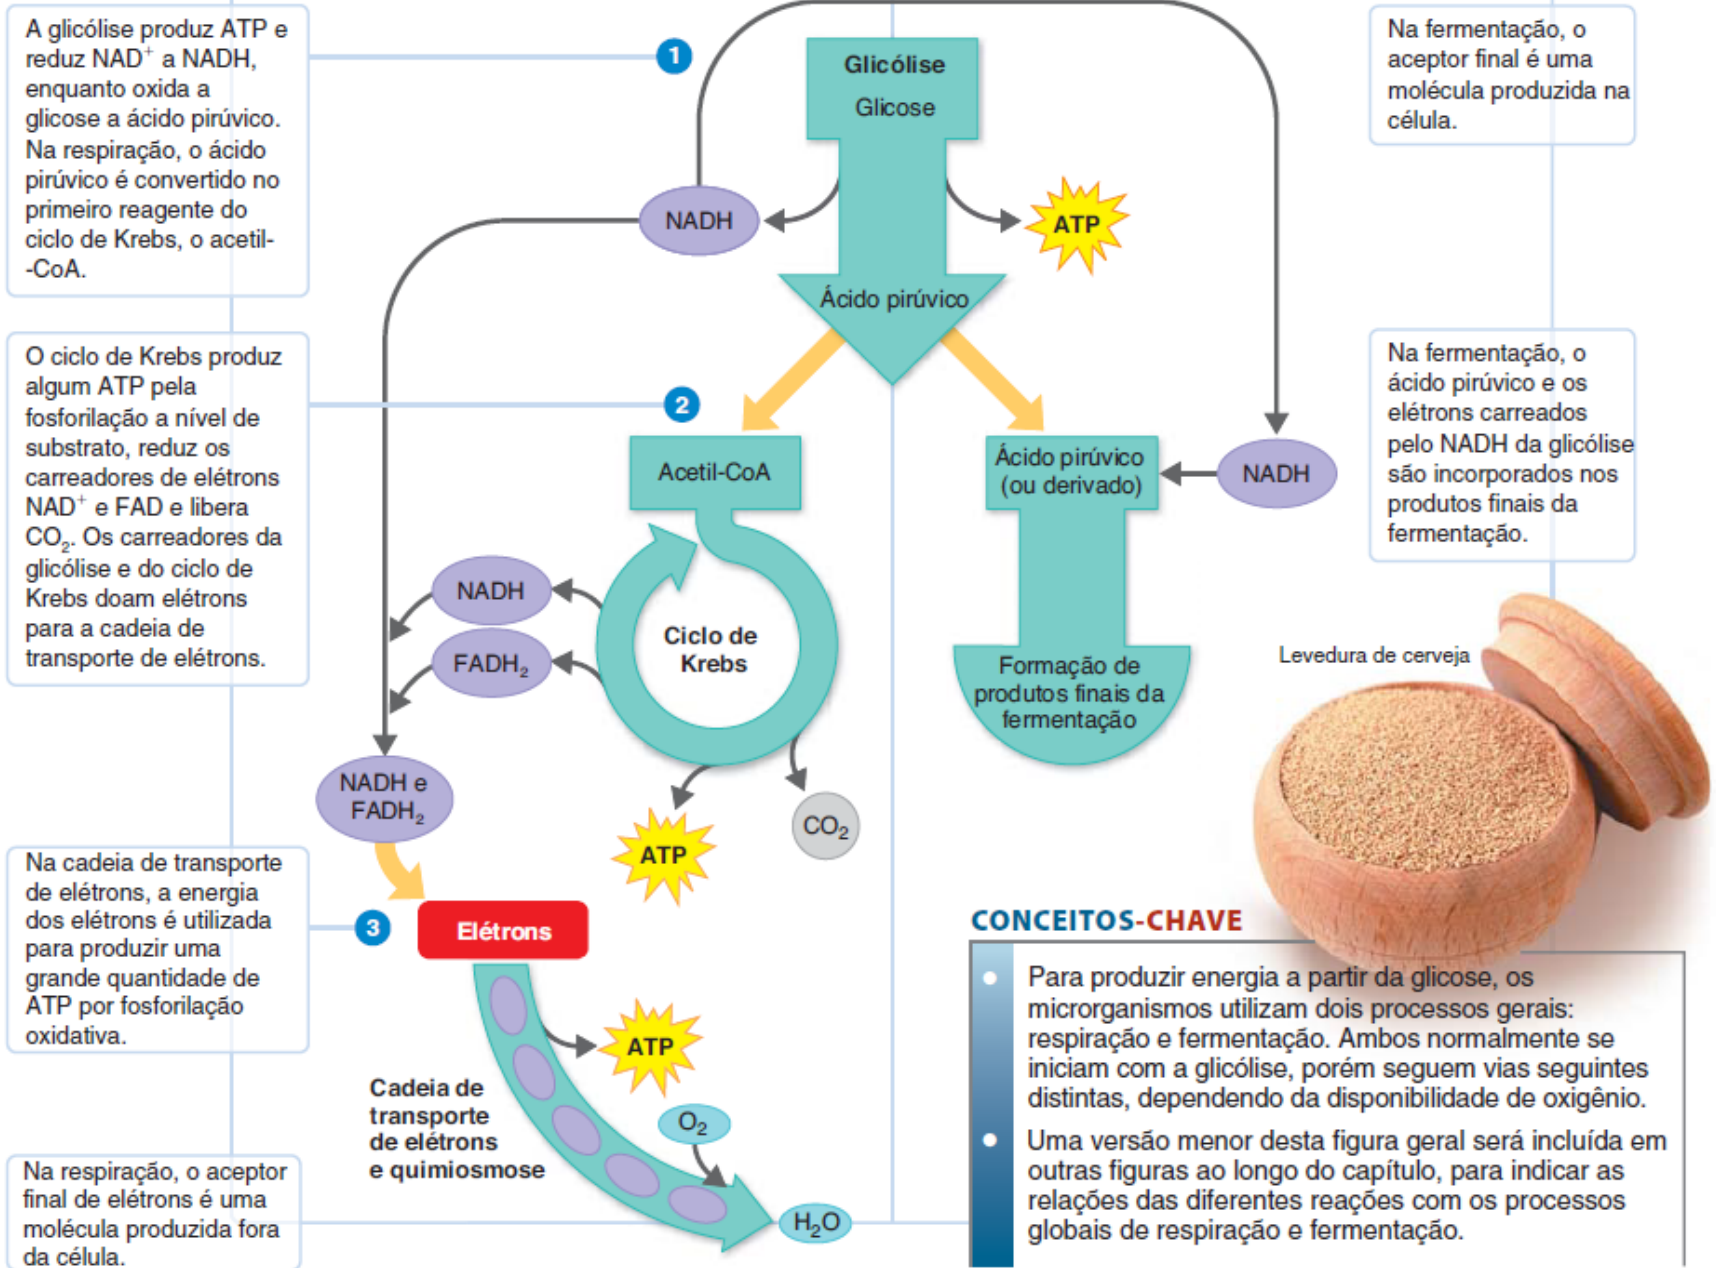 A glicólise produz ATP e
reduz NAD⁺ a NADH,
enquanto oxida a
glicose a ácido pirúvico.
Na respiração, o ácido
pirúvico é convertido no
primeiro reagente do
ciclo de Krebs, o acetil-
-CoA.
1
Glicólise
Glicose
NADH
ATP
Ácido pirúvico
Na fermentação, o
aceptor final é uma
molécula produzida na
célula.
O ciclo de Krebs produz
algum ATP pela
fosforilação a nível de
substrato, reduz os
carreadores de elétrons
NAD⁺ e FAD e libera
CO₂. Os carreadores da
glicólise e do ciclo de
Krebs doam elétrons
para a cadeia de
transporte de elétrons.
2
Acetil-CoA
Ácido pirúvico
(ou derivado)
NADH
Na fermentação, o
ácido pirúvico e os
elétrons carreados
pelo NADH da glicólise
são incorporados nos
produtos finais da
fermentação.
NADH
FADH₂
Ciclo de
Krebs
Formação de
produtos finais da
fermentação
Levedura de cerveja
NADH e
FADH₂
ATP
CO₂
Na cadeia de transporte
de elétrons, a energia
dos elétrons é utilizada
para produzir uma
grande quantidade de
ATP por fosforilação
oxidativa.
3
Elétrons
ATP
Cadeia de
transporte
de elétrons
e quimiosmose
O₂
H₂O
Na respiração, o aceptor
final de elétrons é uma
molécula produzida fora
da célula.
CONCEITOS-CHAVE
• Para produzir energia a partir da glicose, os
microrganismos utilizam dois processos gerais:
respiração e fermentação. Ambos normalmente se
iniciam com a glicólise, porém seguem vias seguintes
distintas, dependendo da disponibilidade de oxigênio.
• Uma versão menor desta figura geral será incluída em
outras figuras ao longo do capítulo, para indicar as
relações das diferentes reações com os processos
globais de respiração e fermentação.